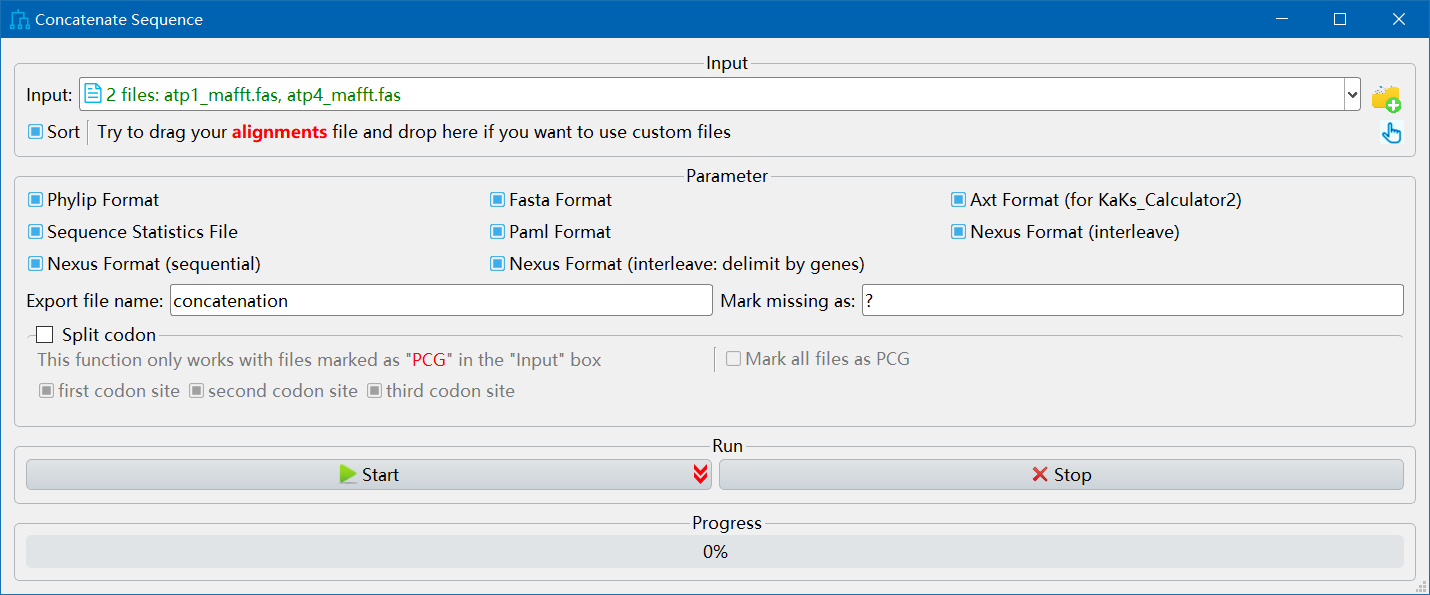 Concatenate Sequence
Input
Input: 2 files: atp1_mafft.fas, atp4_mafft.fas
Sort Try to drag your alignments file and drop here if you want to use custom files
Parameter
Phylip Format Fasta Format Axt Format (for KaKs_Calculator2)
Sequence Statistics File Paml Format Nexus Format (interleave)
Nexus Format (sequential) Nexus Format (interleave: delimit by genes)
Export file name: concatenation Mark missing as: ?
Split codon
This function only works with files marked as "PCG" in the "Input" box Mark all files as PCG
first codon site second codon site third codon site
Run
Start Stop
Progress
0%